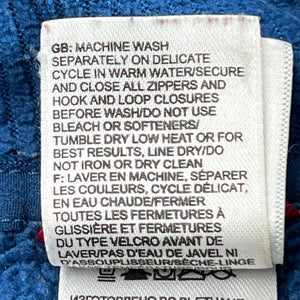 GB: MACHINE WASH
SEPARATELY ON DELICATE
CYCLE IN WARM WATER/SECURE
AND CLOSE ALL ZIPPERS AND
HOOK AND LOOP CLOSURES
BEFORE WASH/DO NOT USE
BLEACH OR SOFTENERS/
TUMBLE DRY LOW HEAT OR FOR
BEST RESULTS, LINE DRY/DO
NOT IRON OR DRY CLEAN
F: LAVER EN MACHINE, SÉPARER
LES COULEURS, CYCLE DÉLICAT,
EN EAU CHAUDE/FERMEZ
TOUTES LES FERMETURES À
GLISSIÈRE ET FERMETURES
DU TYPE VELCRO AVANT DE
LAVER/PAS D'EAU DE JAVEL NI
D'ASSOUPLISSEUR/SÈCHE-LINGE